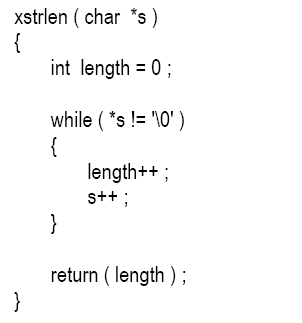 xstrlen ( char  *s )
{
int  length = 0 ;
while ( *s != '\0' )
{
length++ ;
s++ ;
}
return ( length ) ;
}